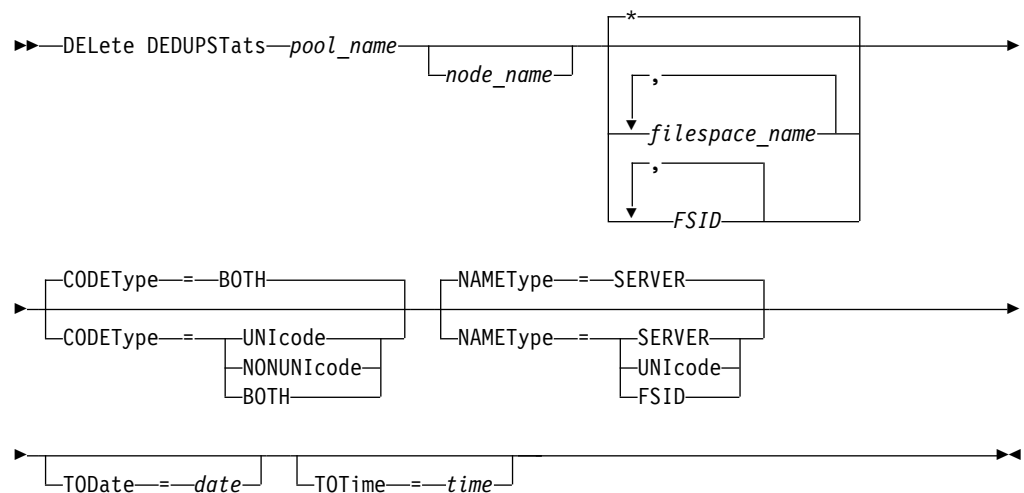 *
DELete DEDUPSTats pool_name
node_name
,
filespace_name
,
FSID
CODEType = BOTH NAMEType = SERVER
CODEType = UNIcode NAMEType = SERVER
NONUNIcode UNIcode
BOTH FSID
TODate = date TOTime = time